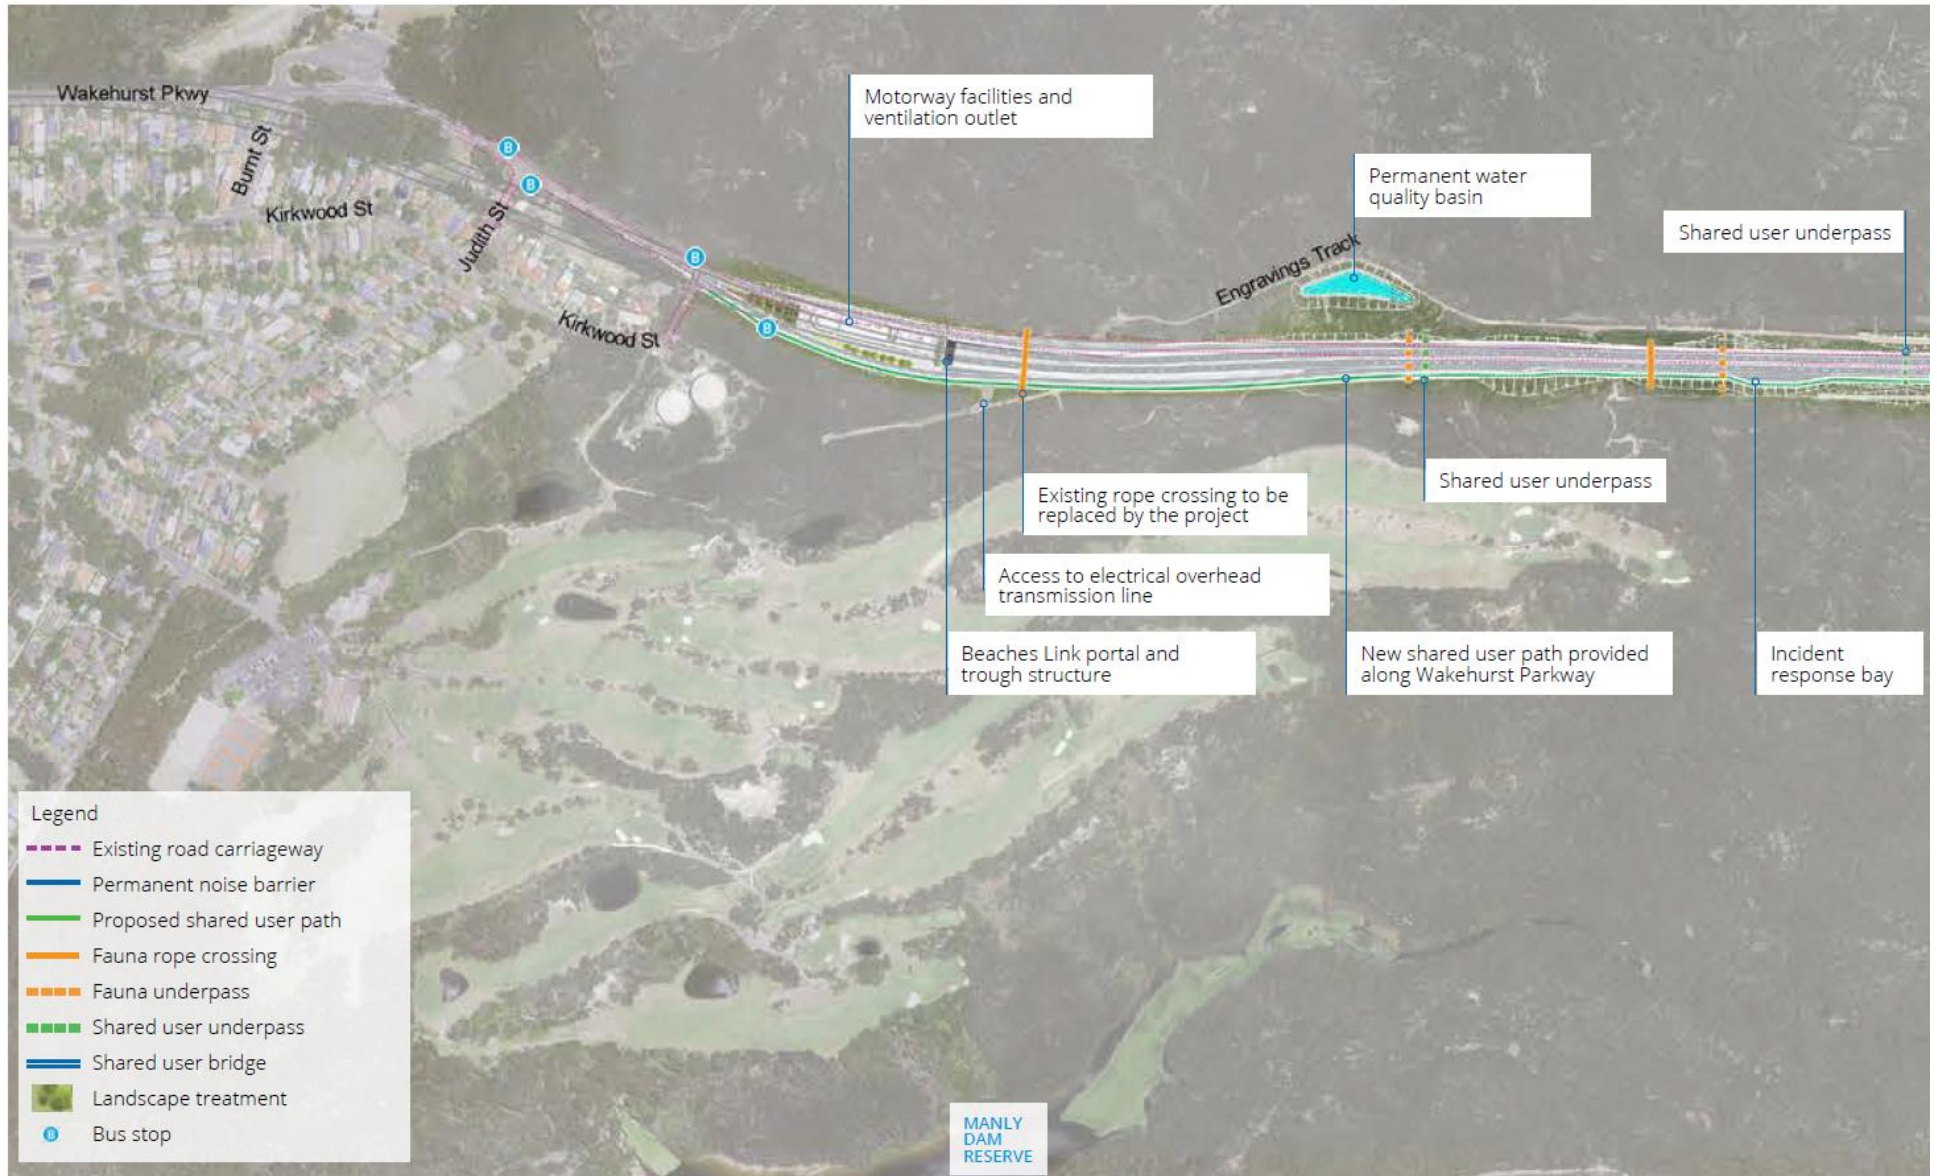 Wakehurst Pkwy
Burnt St
Kirkwood St
Judith St
Kirkwood St
B
B
B
B
Motorway facilities and
ventilation outlet
Permanent water
quality basin
Engravings Track
Shared user underpass
Shared user underpass
Existing rope crossing to be
replaced by the project
Access to electrical overhead
transmission line
Beaches Link portal and
trough structure
New shared user path provided
along Wakehurst Parkway
Incident
response bay
Legend
Existing road carriageway
Permanent noise barrier
Proposed shared user path
Fauna rope crossing
Fauna underpass
Shared user underpass
Shared user bridge
Landscape treatment
B Bus stop
MANLY
DAM
RESERVE